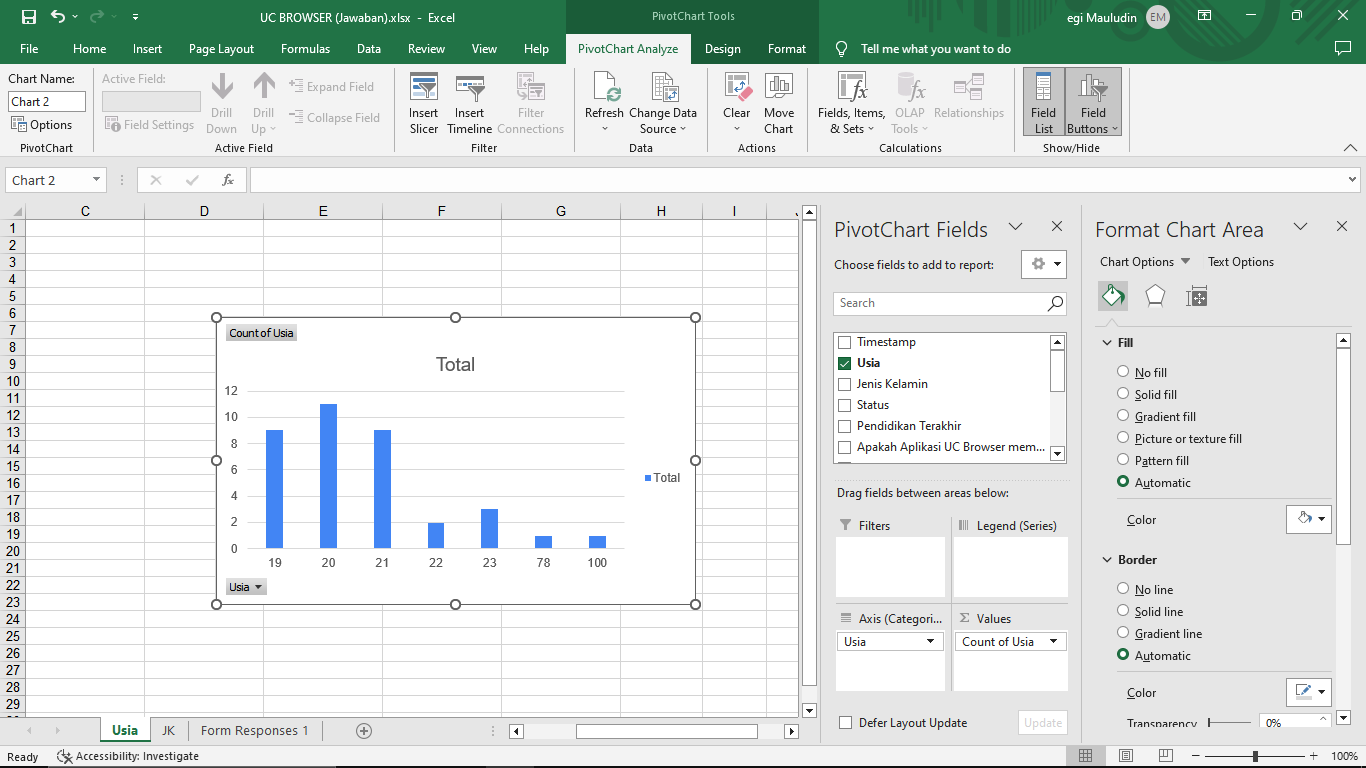 UC BROWSER (Jawaban).xlsx - Excel
PivotChart Tools
egi Mauludin EM
File Home Insert Page Layout Formulas Data Review View Help PivotChart Analyze Design Format Tell me what you want to do
Chart Name:
Chart 2
Options
PivotChart
Active Field:
Field Settings
Drill Down
Drill Up
Expand Field
Collapse Field
Active Field
Insert Slicer
Insert Timeline
Filter Connections
Filter
Refresh
Change Data Source
Data
Clear
Move Chart
Actions
Fields, Items, & Sets
OLAP Tools
Relationships
Calculations
Field List
Field Buttons
Show/Hide
Chart 2
fx
C D E F G H I
1
2
3
4
5
6
7
8
9
10
11
12
13
14
15
16
17
18
19
20
21
22
23
24
25
26
27
28
29
Count of Usia
Total
12
10
8
6
4
2
0
19 20 21 22 23 78 100
Total
Usia
PivotChart Fields
Choose fields to add to report:
Search
Timestamp
Usia
Jenis Kelamin
Status
Pendidikan Terakhir
Apakah Aplikasi UC Browser mem...
Drag fields between areas below:
Filters
Legend (Series)
Axis (Categori...
Usia
Values
Count of Usia
Defer Layout Update
Update
Format Chart Area
Chart Options Text Options
Fill
No fill
Solid fill
Gradient fill
Picture or texture fill
Pattern fill
Automatic
Color
Border
No line
Solid line
Gradient line
Automatic
Color
Transparency 0%
Usia JK Form Responses 1
Ready Accessibility: Investigate
100%